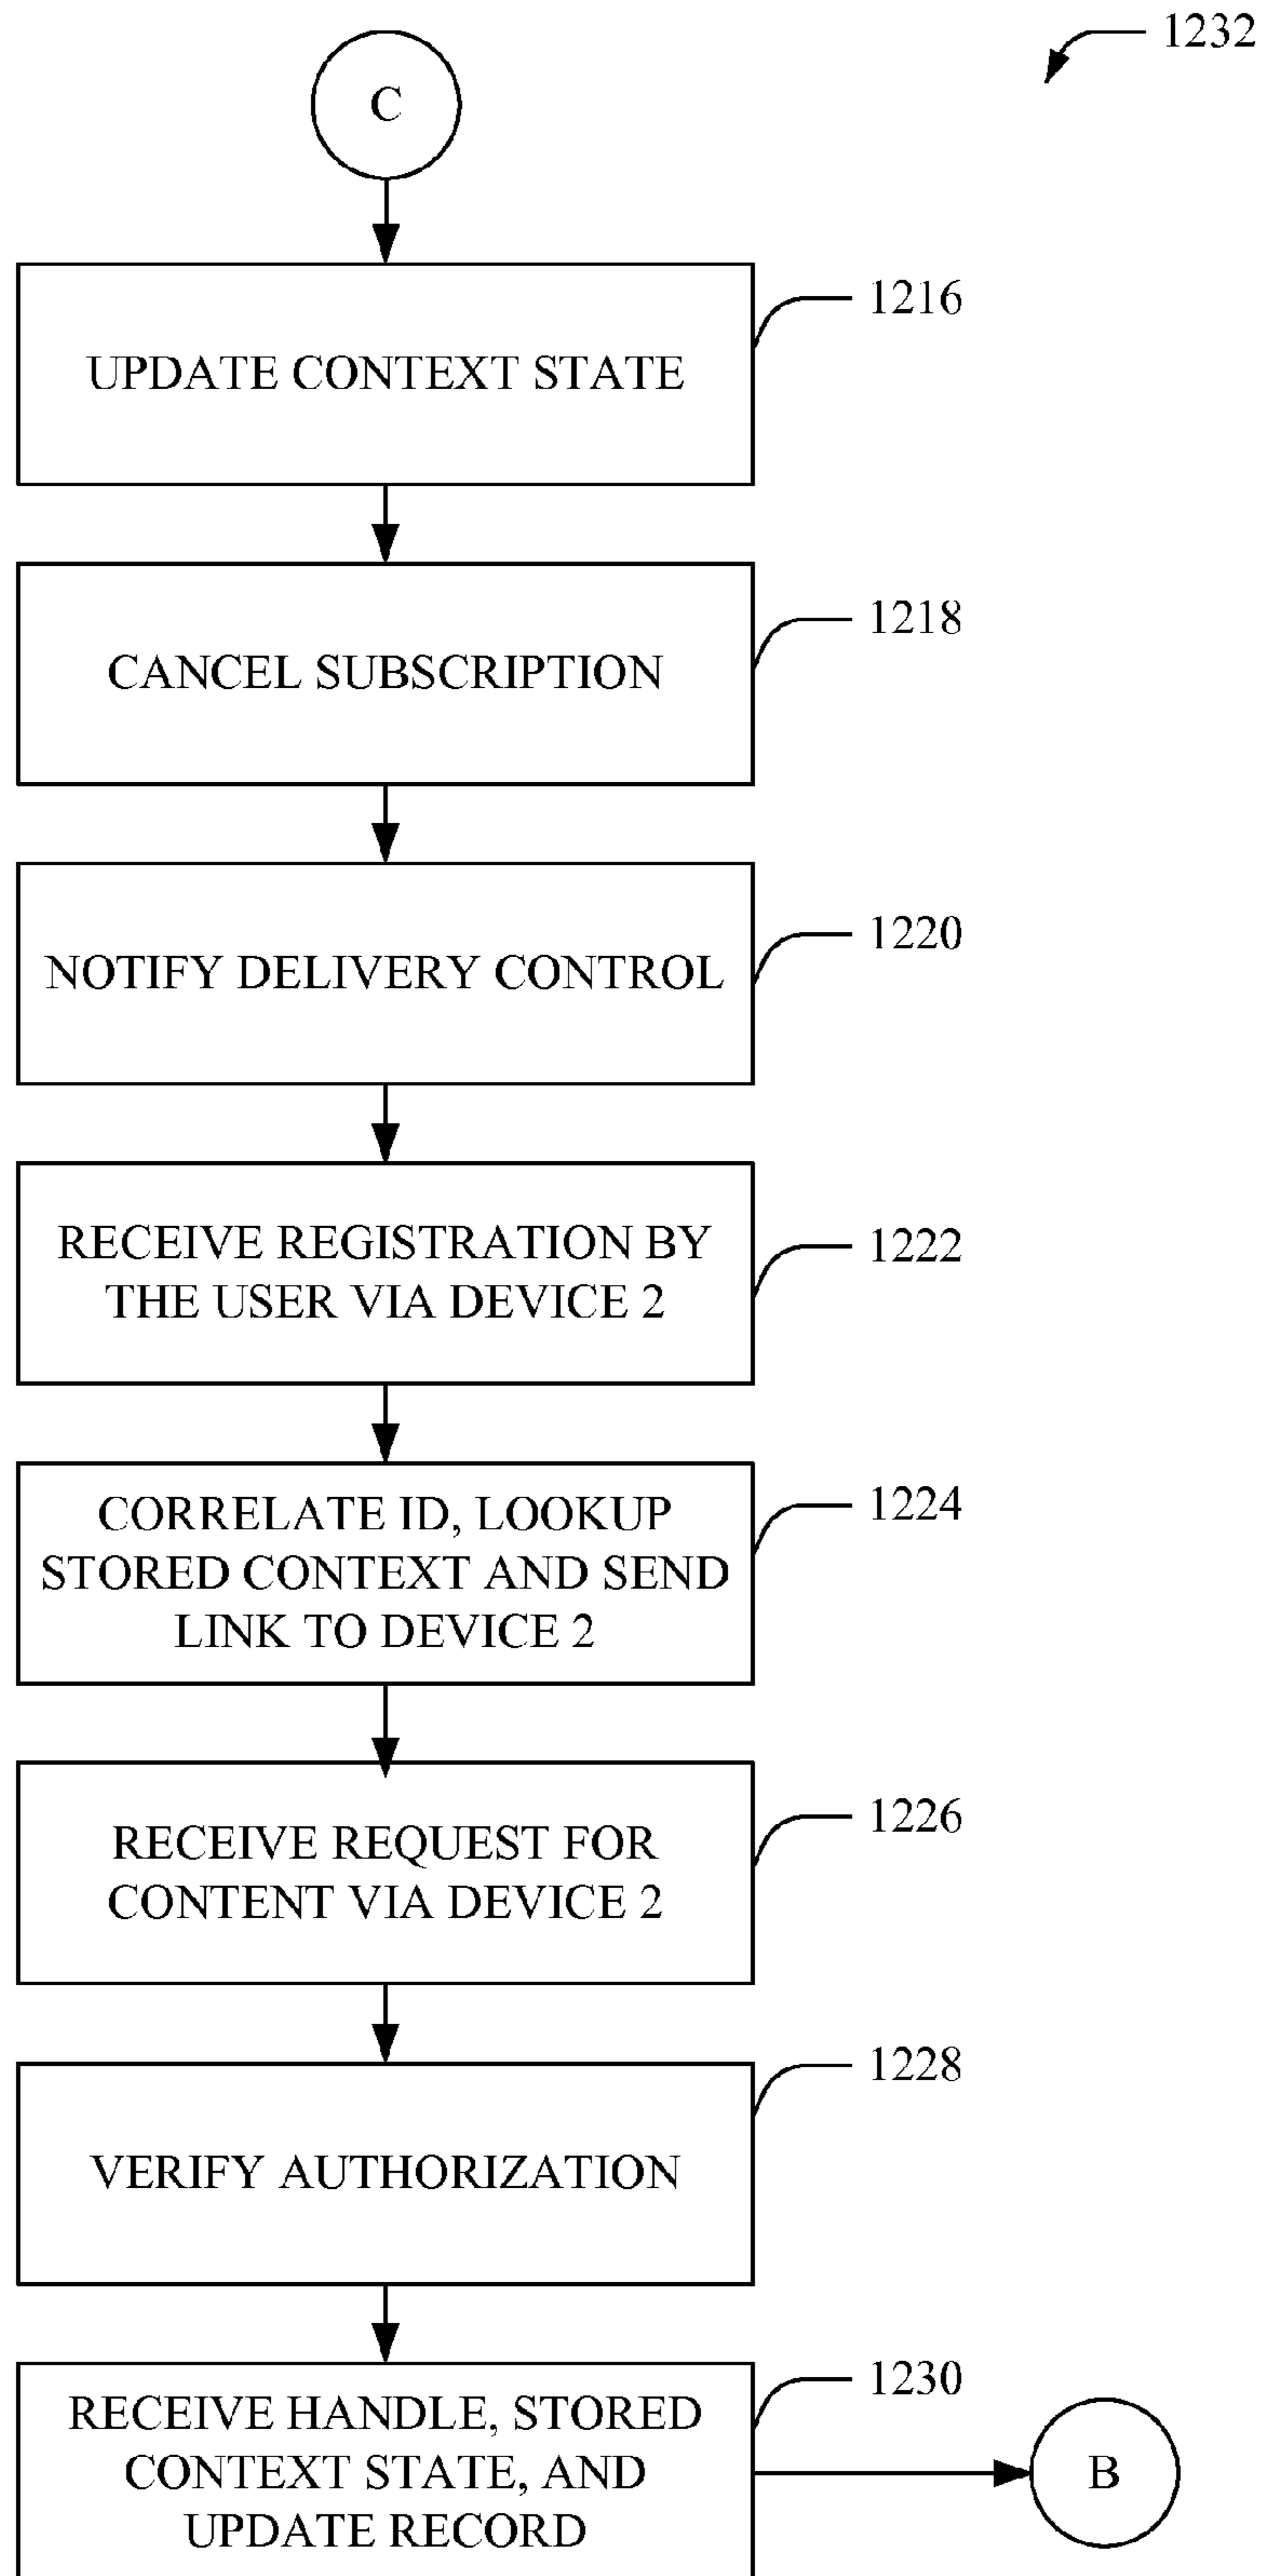 1232
C
1216
UPDATE CONTEXT STATE
1218
CANCEL SUBSCRIPTION
1220
NOTIFY DELIVERY CONTROL
1222
RECEIVE REGISTRATION BY
THE USER VIA DEVICE 2
1224
CORRELATE ID, LOOKUP
STORED CONTEXT AND SEND
LINK TO DEVICE 2
1226
RECEIVE REQUEST FOR
CONTENT VIA DEVICE 2
1228
VERIFY AUTHORIZATION
1230
RECEIVE HANDLE, STORED
CONTEXT STATE, AND
UPDATE RECORD
B